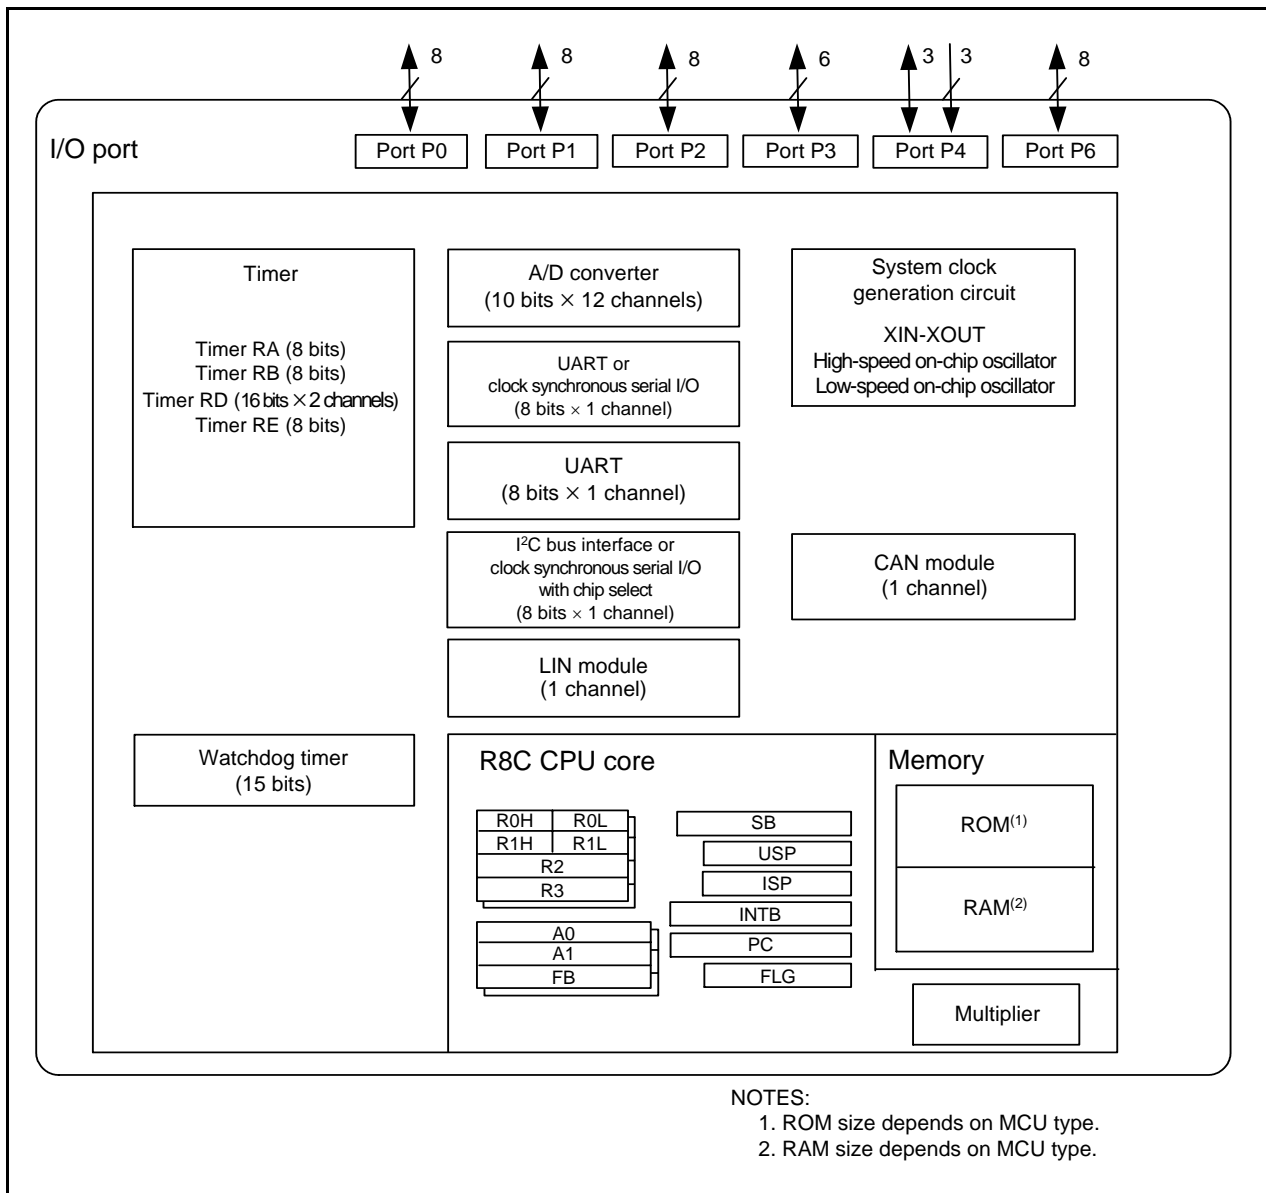 8 8 8 6 3 3 8
I/O port
Port P0 Port P1 Port P2 Port P3 Port P4 Port P6
Timer
Timer RA (8 bits)
Timer RB (8 bits)
Timer RD (16 bits × 2 channels)
Timer RE (8 bits)
A/D converter
(10 bits × 12 channels)
UART or
clock synchronous serial I/O
(8 bits × 1 channel)
UART
(8 bits × 1 channel)
I²C bus interface or
clock synchronous serial I/O
with chip select
(8 bits × 1 channel)
LIN module
(1 channel)
System clock
generation circuit
XIN-XOUT
High-speed on-chip oscillator
Low-speed on-chip oscillator
CAN module
(1 channel)
Watchdog timer
(15 bits)
R8C CPU core
R0H R0L
R1H R1L
R2
R3
A0
A1
FB
SB
USP
ISP
INTB
PC
FLG
Memory
ROM(1)
RAM(2)
Multiplier
NOTES:
1. ROM size depends on MCU type.
2. RAM size depends on MCU type.